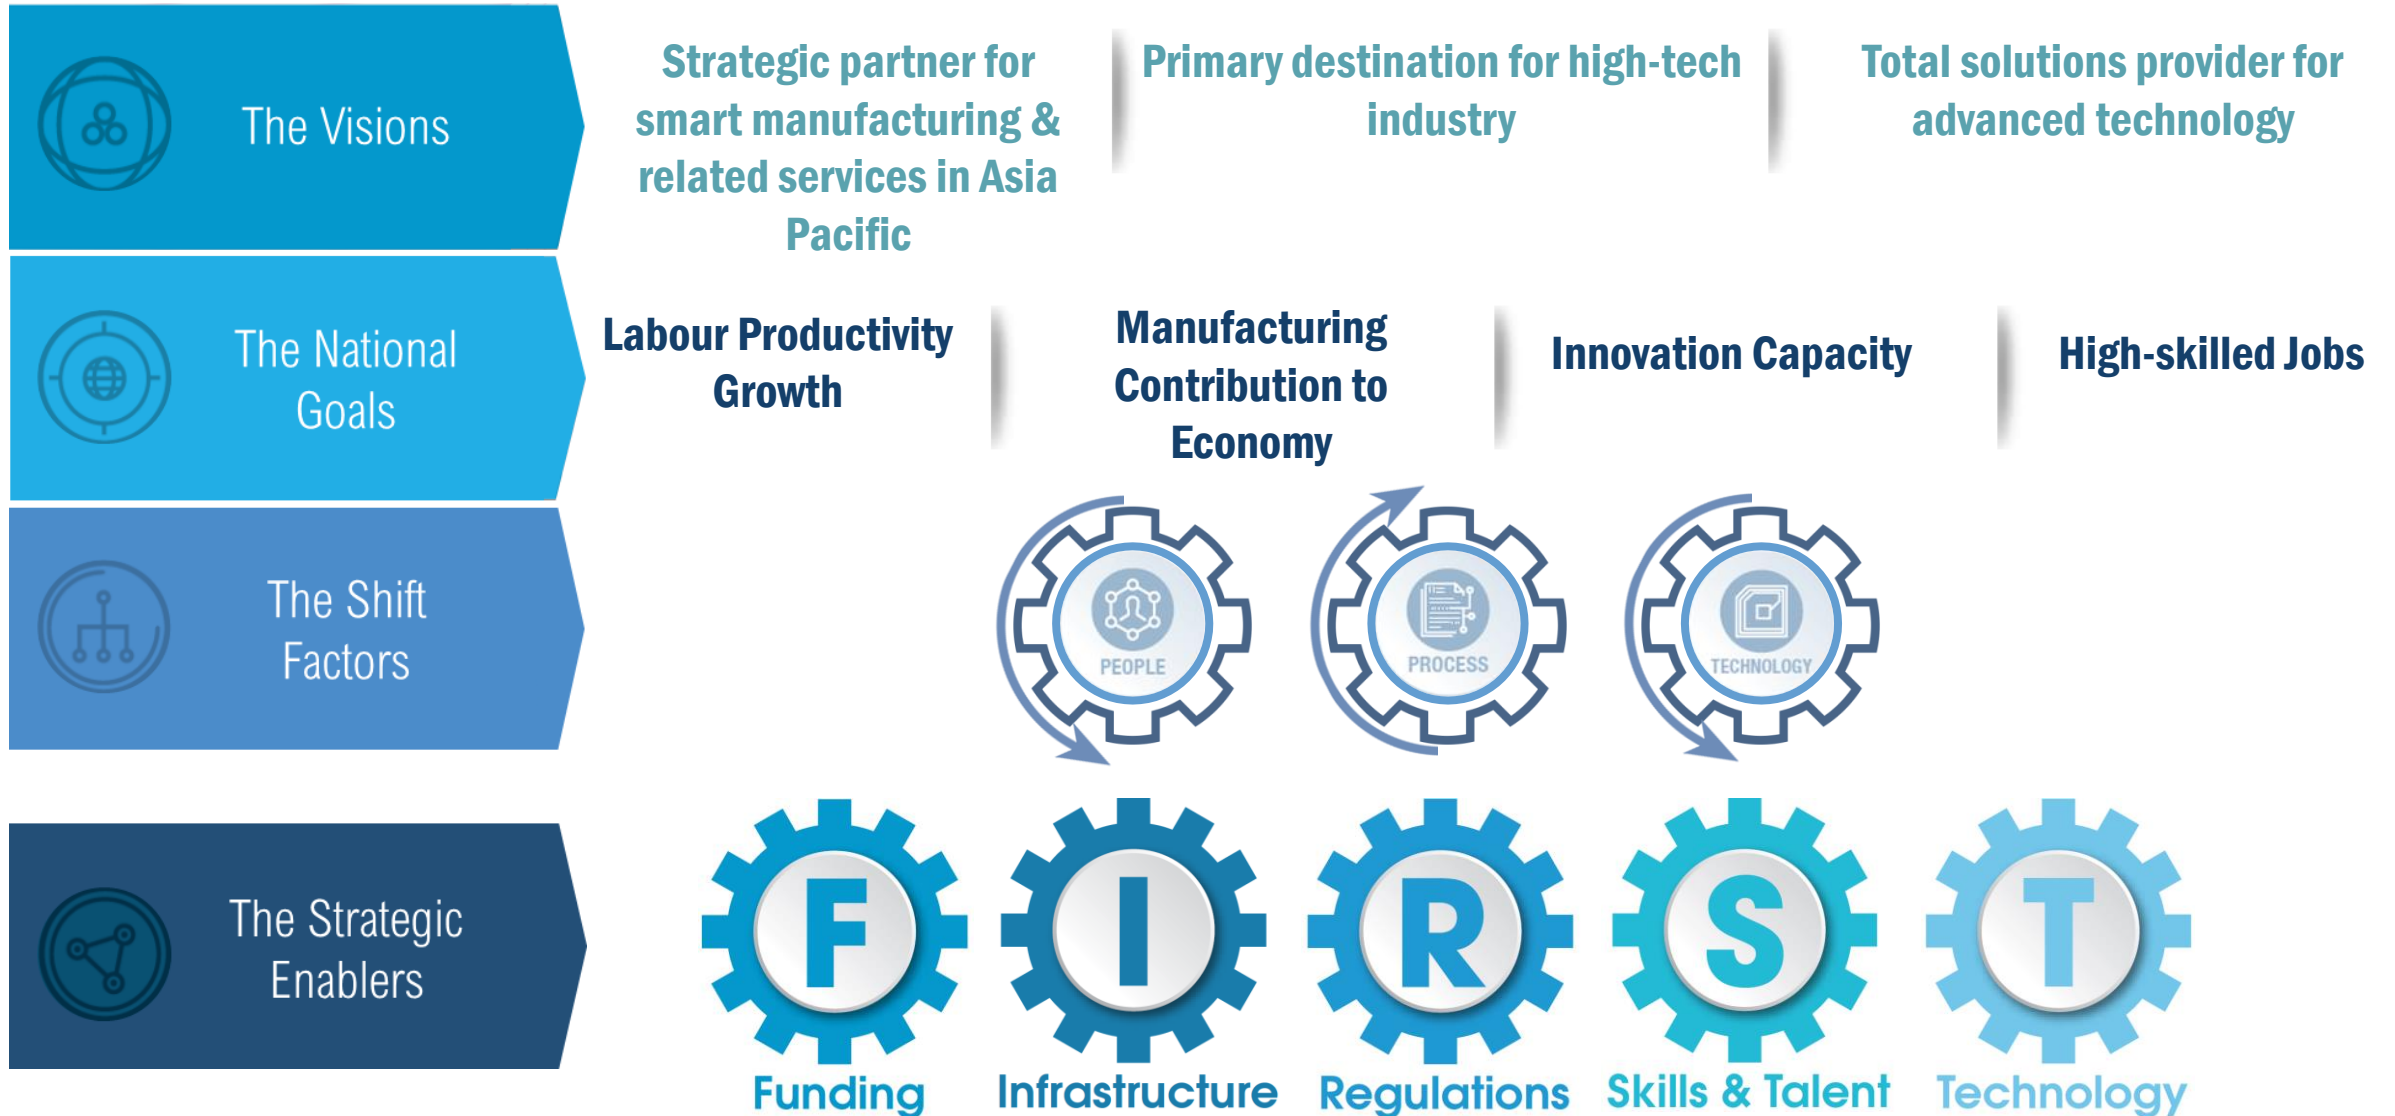 The Visions
Strategic partner for
smart manufacturing &
related services in Asia
Pacific
Primary destination for high-tech
industry
Total solutions provider for
advanced technology
The National
Goals
Labour Productivity
Growth
Manufacturing
Contribution to
Economy
Innovation Capacity
High-skilled Jobs
The Shift
Factors
PEOPLE
PROCESS
TECHNOLOGY
The Strategic
Enablers
F
I
R
S
T
Funding
Infrastructure
Regulations
Skills & Talent
Technology